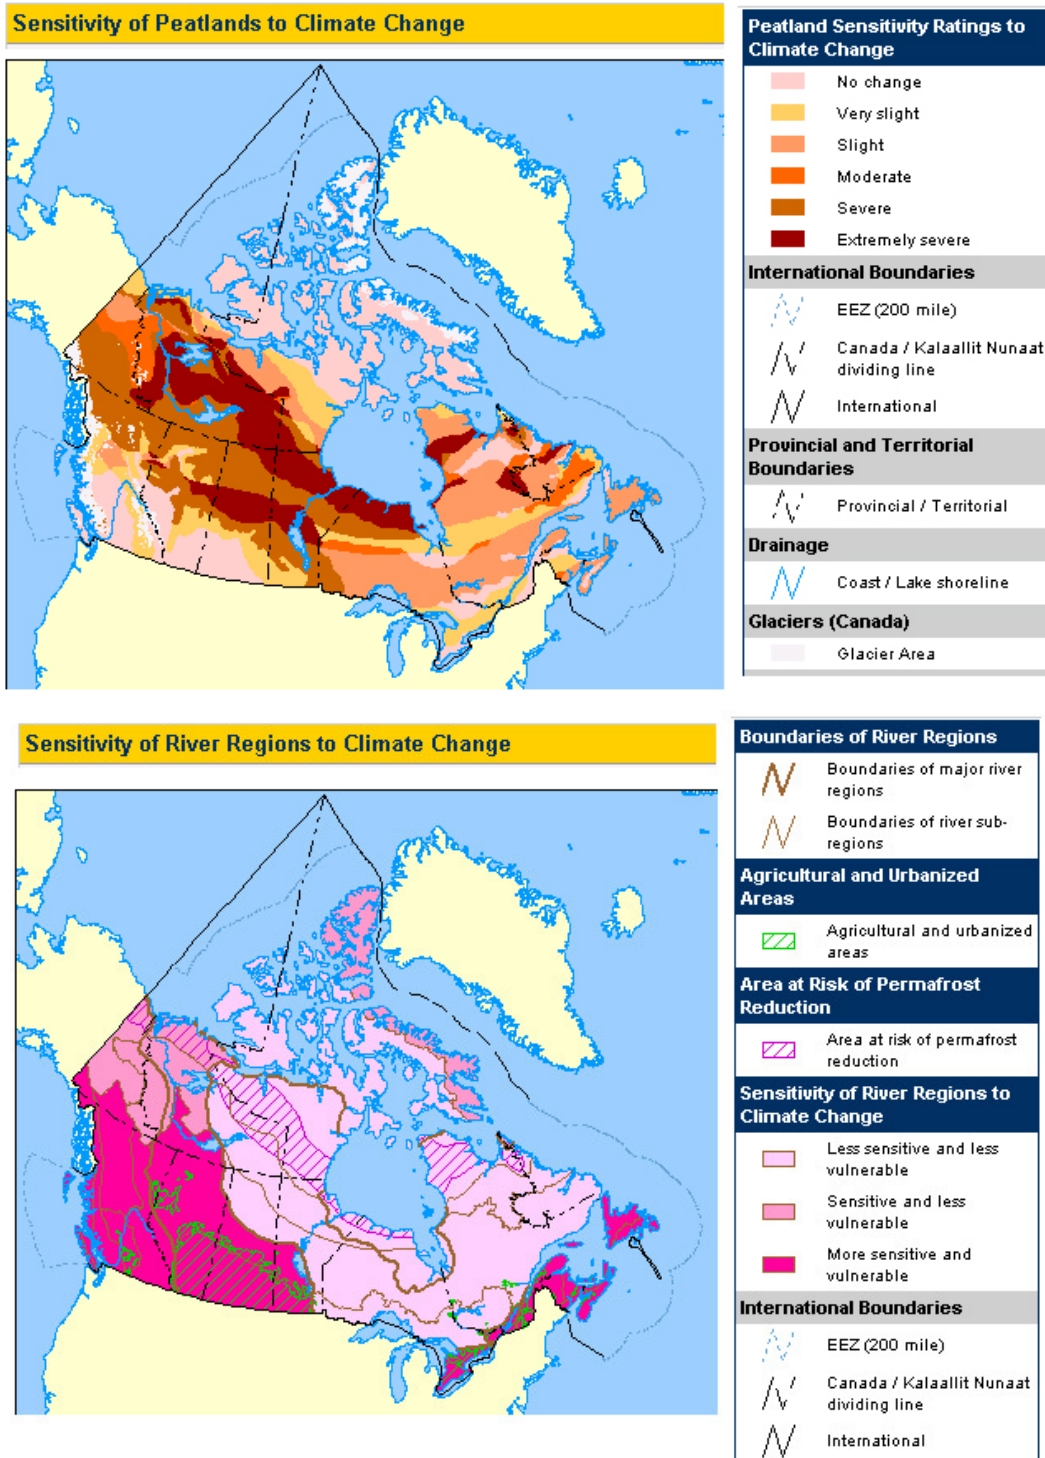 Sensitivity of Peatlands to Climate Change
Peatland Sensitivity Ratings to
Climate Change
No change
Very slight
Slight
Moderate
Severe
Extremely severe
International Boundaries
EEZ (200 mile)
Canada / Kalaallit Nunaat
dividing line
International
Provincial and Territorial
Boundaries
Provincial / Territorial
Drainage
Coast / Lake shoreline
Glaciers (Canada)
Glacier Area
Sensitivity of River Regions to Climate Change
Boundaries of River Regions
Boundaries of major river
regions
Boundaries of river sub-
regions
Agricultural and Urbanized
Areas
Agricultural and urbanized
areas
Area at Risk of Permafrost
Reduction
Area at risk of permafrost
reduction
Sensitivity of River Regions to
Climate Change
Less sensitive and less
vulnerable
Sensitive and less
vulnerable
More sensitive and
vulnerable
International Boundaries
EEZ (200 mile)
Canada / Kalaallit Nunaat
dividing line
International